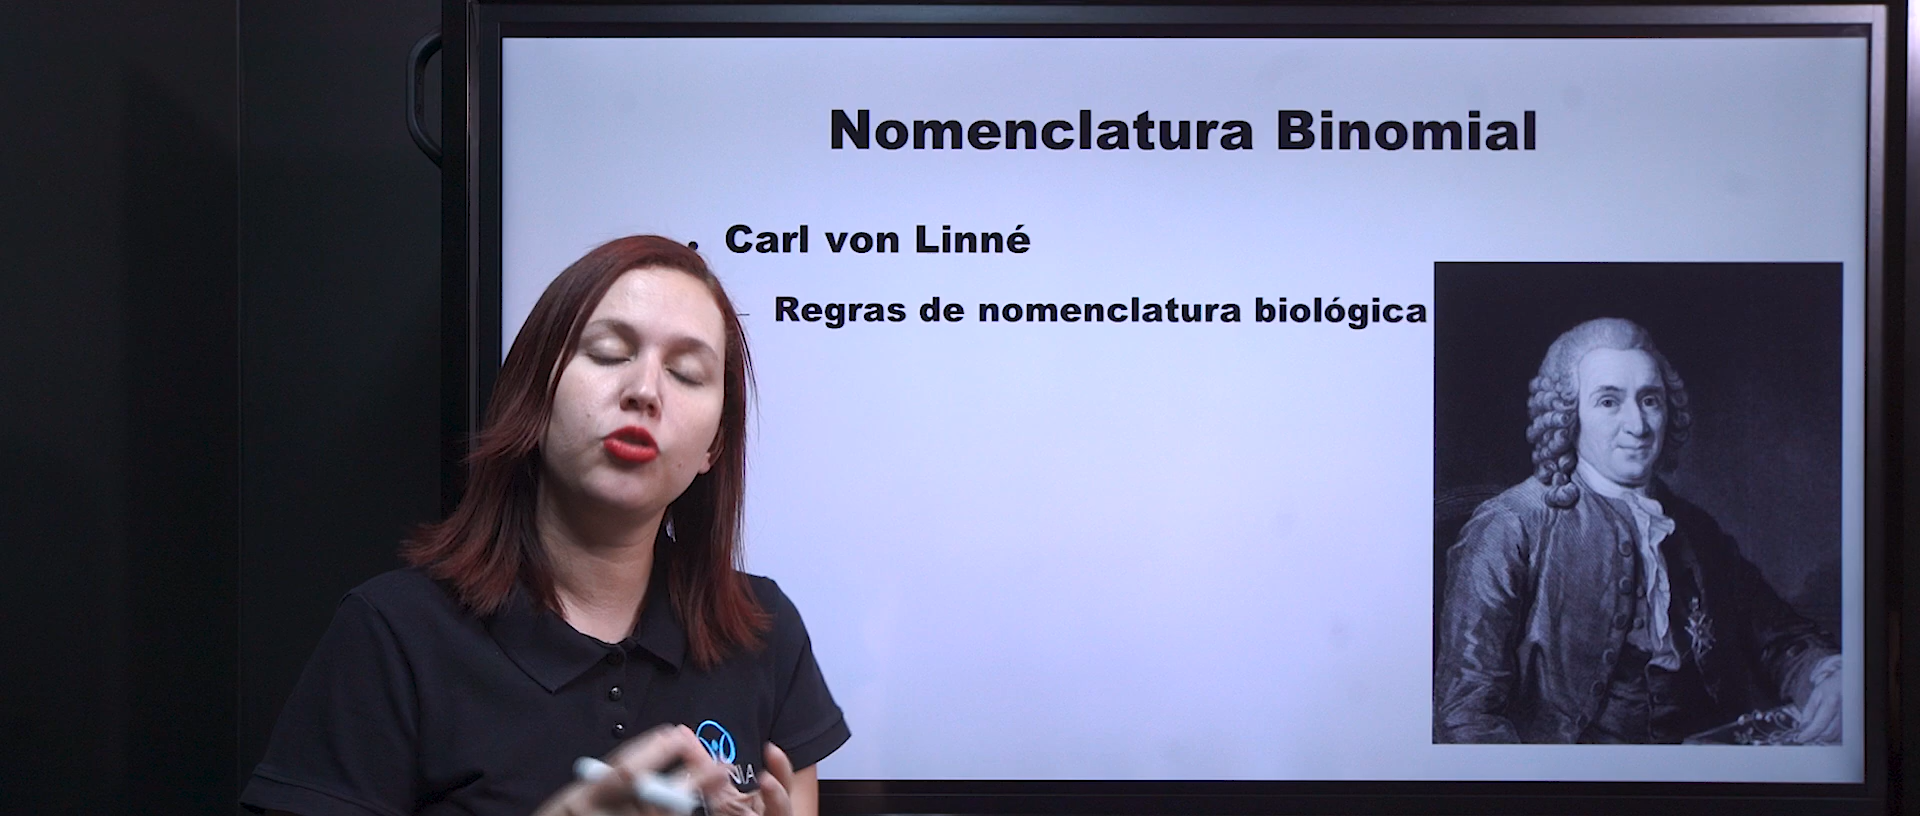 Nomenclatura Binomial
• Carl von Linné
– Regras de nomenclatura biológica